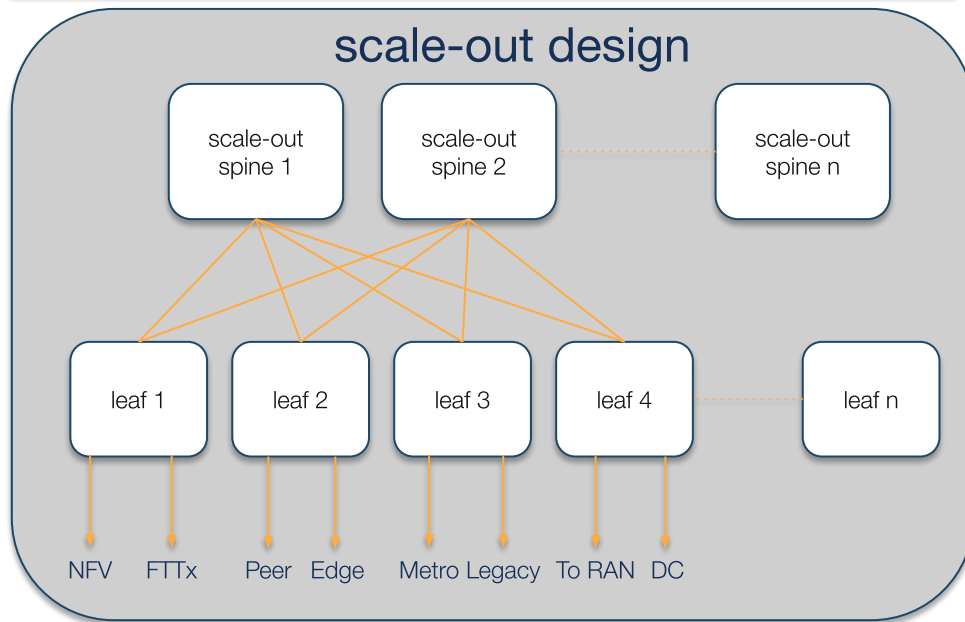 scale-out design
scale-out
spine 1
scale-out
spine 2
scale-out
spine n
leaf 1
leaf 2
leaf 3
leaf 4
leaf n
NFV
FTTx
Peer
Edge
Metro
Legacy
To RAN
DC